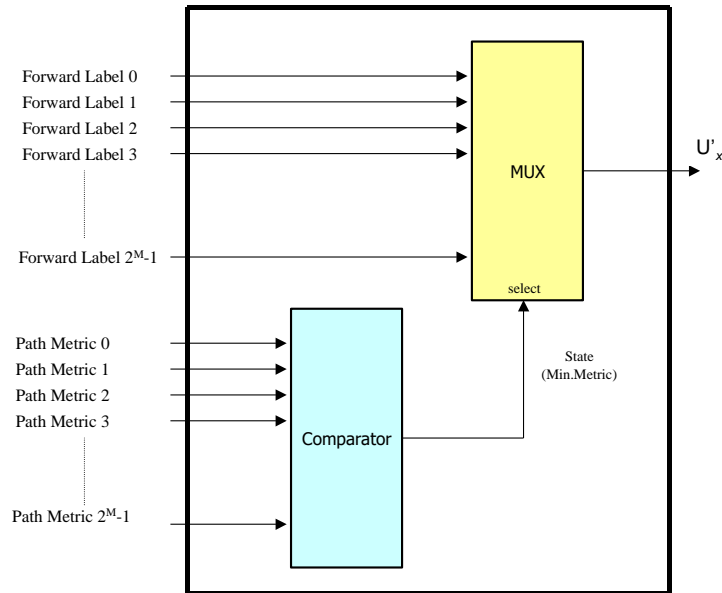 Forward Label 0
Forward Label 1
Forward Label 2
Forward Label 3
Forward Label 2ᴹ-1
MUX
select
U'ₓ
Path Metric 0
Path Metric 1
Path Metric 2
Path Metric 3
Path Metric 2ᴹ-1
Comparator
State
(Min.Metric)